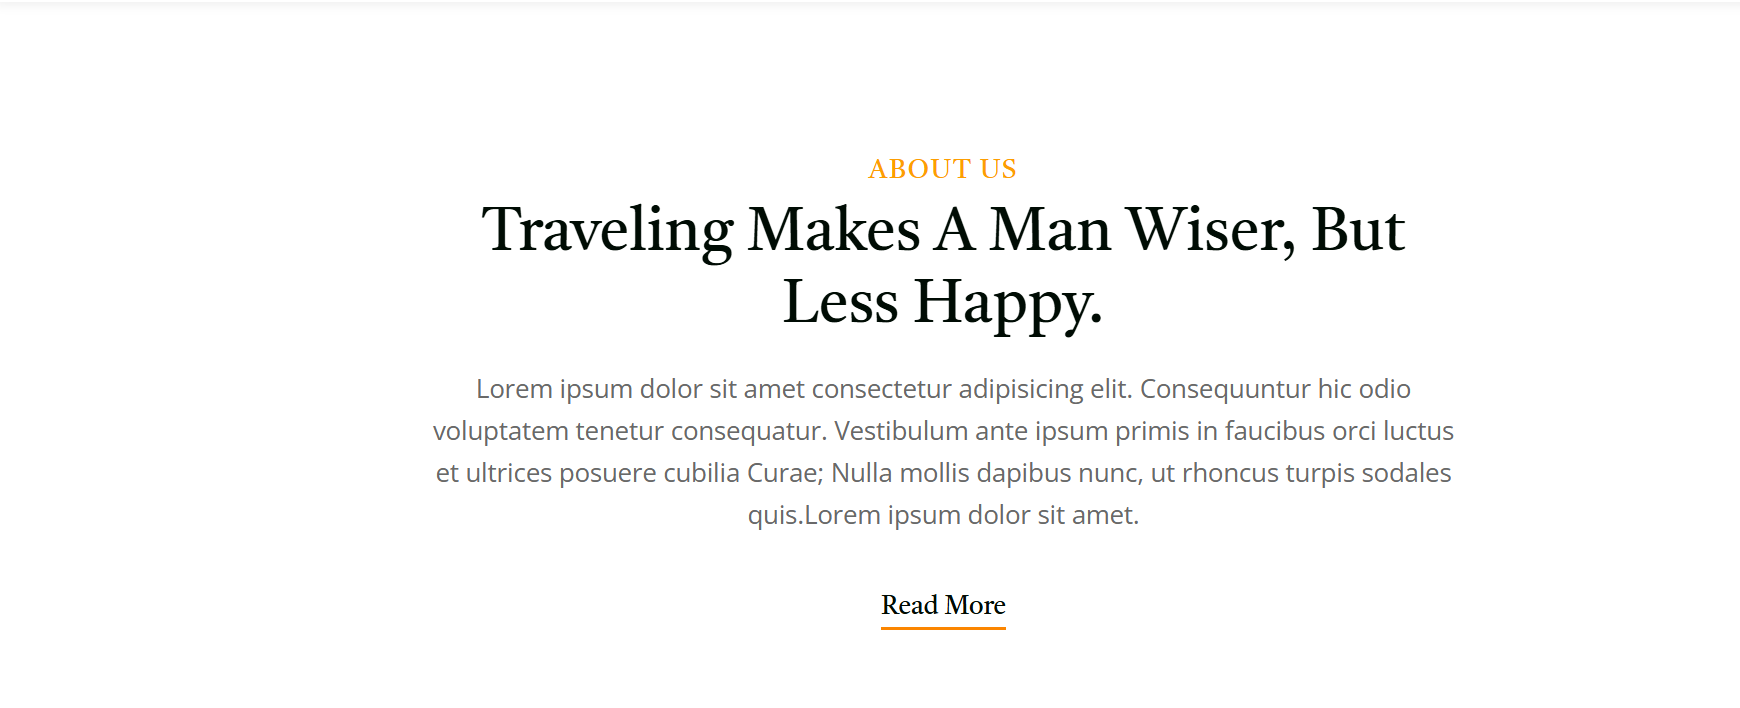 ABOUT US
Traveling Makes A Man Wiser, But
Less Happy.
Lorem ipsum dolor sit amet consectetur adipisicing elit. Consequuntur hic odio
voluptatem tenetur consequatur. Vestibulum ante ipsum primis in faucibus orci luctus
et ultrices posuere cubilia Curae; Nulla mollis dapibus nunc, ut rhoncus turpis sodales
quis.Lorem ipsum dolor sit amet.
Read More